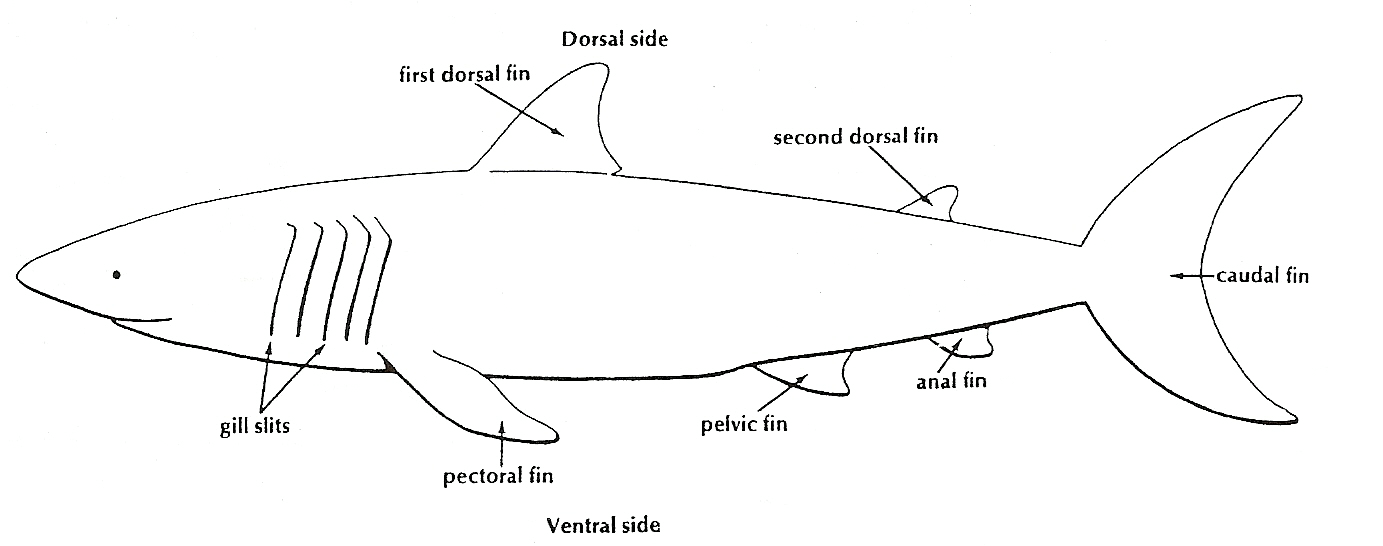 Dorsal side
first dorsal fin
second dorsal fin
caudal fin
anal fin
pelvic fin
gill slits
pectoral fin
Ventral side